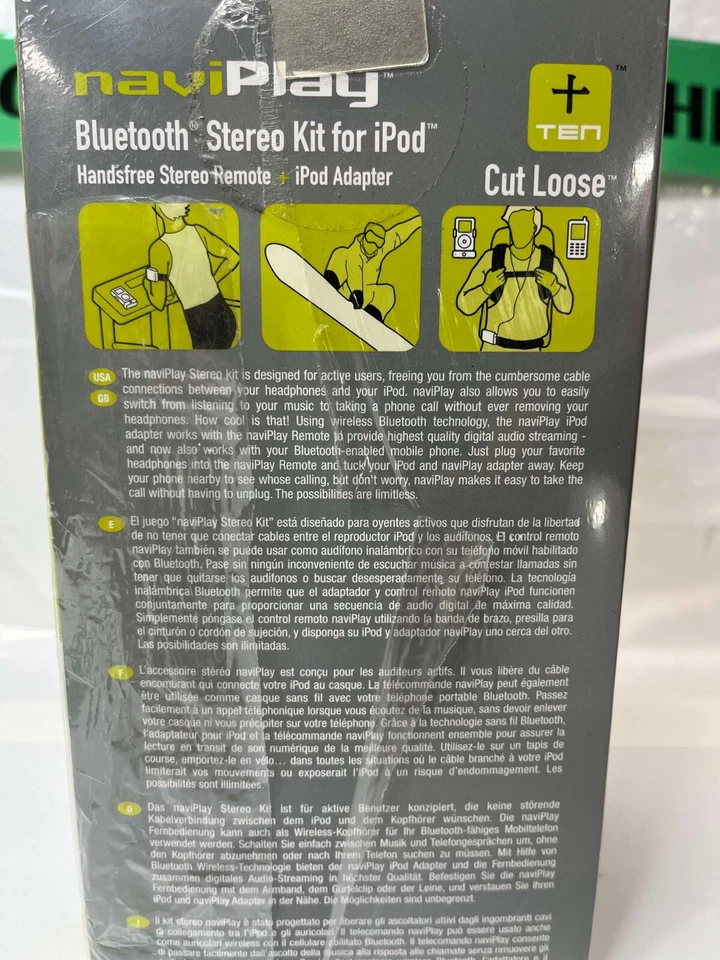 naviPlay™
TEN™
Bluetooth® Stereo Kit for iPod™
Handsfree Stereo Remote + iPod Adapter
Cut Loose™
USA
GB
The naviPlay Stereo kit is designed for active users, freeing you from the cumbersome cable
connections between your headphones and your iPod. naviPlay also allows you to easily
switch from listening to your music to taking a phone call without ever removing your
headphones. How cool is that! Using wireless Bluetooth technology, the naviPlay iPod
adapter works with the naviPlay Remote to provide highest quality digital audio streaming -
and now also works with your Bluetooth-enabled mobile phone. Just plug your favorite
headphones into the naviPlay Remote and tuck your iPod and naviPlay adapter away. Keep
your phone nearby to see whose calling, but don't worry, naviPlay makes it easy to take the
call without having to unplug. The possibilities are limitless.
E
El juego "naviPlay Stereo Kit" está diseñado para oyentes activos que disfrutan de la libertad
de no tener que conectar cables entre el reproductor iPod y los audífonos. El control remoto
naviPlay también se puede usar como audífono inalámbrico con su teléfono móvil habilitado
con Bluetooth. Pase sin ningún inconveniente de escuchar música a contestar llamadas sin
tener que quitarse los audífonos o buscar desesperadamente su teléfono. La tecnología
inalámbrica Bluetooth permite que el adaptador y control remoto naviPlay iPod funcionen
conjuntamente para proporcionar una secuencia de audio digital de máxima calidad.
Simplemente póngase el control remoto naviPlay utilizando la banda de brazo, presilla para
el cinturón o cordón de sujeción, y disponga su iPod y adaptador naviPlay uno cerca del otro.
Las posibilidades son ilimitadas.
F
L'accessoire stéréo naviPlay est conçu pour les auditeurs actifs. Il vous libère du câble
encombrant qui connecte votre iPod au casque. La télécommande naviPlay peut également
être utilisée comme casque sans fil avec votre téléphone portable Bluetooth. Passez
facilement à un appel téléphonique lorsque vous écoutez de la musique, sans devoir enlever
votre casque ni vous précipiter sur votre téléphone. Grâce à la technologie sans fil Bluetooth,
l'adaptateur pour iPod et la télécommande naviPlay fonctionnent ensemble pour assurer la
lecture en transit de son numérique de la meilleure qualité. Utilisez-le sur un tapis de
course, emportez-le en vélo... dans toutes les situations où le câble branché à votre iPod
limiterait vos mouvements ou exposerait l'iPod à un risque d'endommagement. Les
possibilités sont illimitées.
D
Das naviPlay Stereo Kit ist für aktive Benutzer konzipiert, die keine störende
Kabelverbindung zwischen dem iPod und dem Kopfhörer wünschen. Die naviPlay
Fernbedienung kann auch als Wireless-Kopfhörer für Ihr Bluetooth-fähiges Mobiltelefon
verwendet werden. Schalten Sie einfach zwischen Musik und Telefongesprächen um, ohne
den Kopfhörer abzunehmen oder nach Ihrem Telefon suchen zu müssen. Mit Hilfe von
Bluetooth Wireless-Technologie bieten der naviPlay iPod Adapter und die Fernbedienung
zusammen digitales Audio-Streaming in höchster Qualität. Befestigen Sie die naviPlay
Fernbedienung mit dem Armband, dem Gürtelclip oder der Leine, und verstauen Sie Ihren
iPod und naviPlay Adapter in der Nähe. Die Möglichkeiten sind unbegrenzt.
Il kit stereo naviPlay è stato progettato per liberare gli ascoltatori attivi dagli ingombranti cavi
di collegamento tra l'iPod e gli auricolari. Il telecomando naviPlay può essere usato anche
come auricolari wireless con il cellulare abilitato Bluetooth. Il telecomando naviPlay consente
di passare facilmente dall'ascolto della musica alla risposta alle chiamate senza rimuovere gli